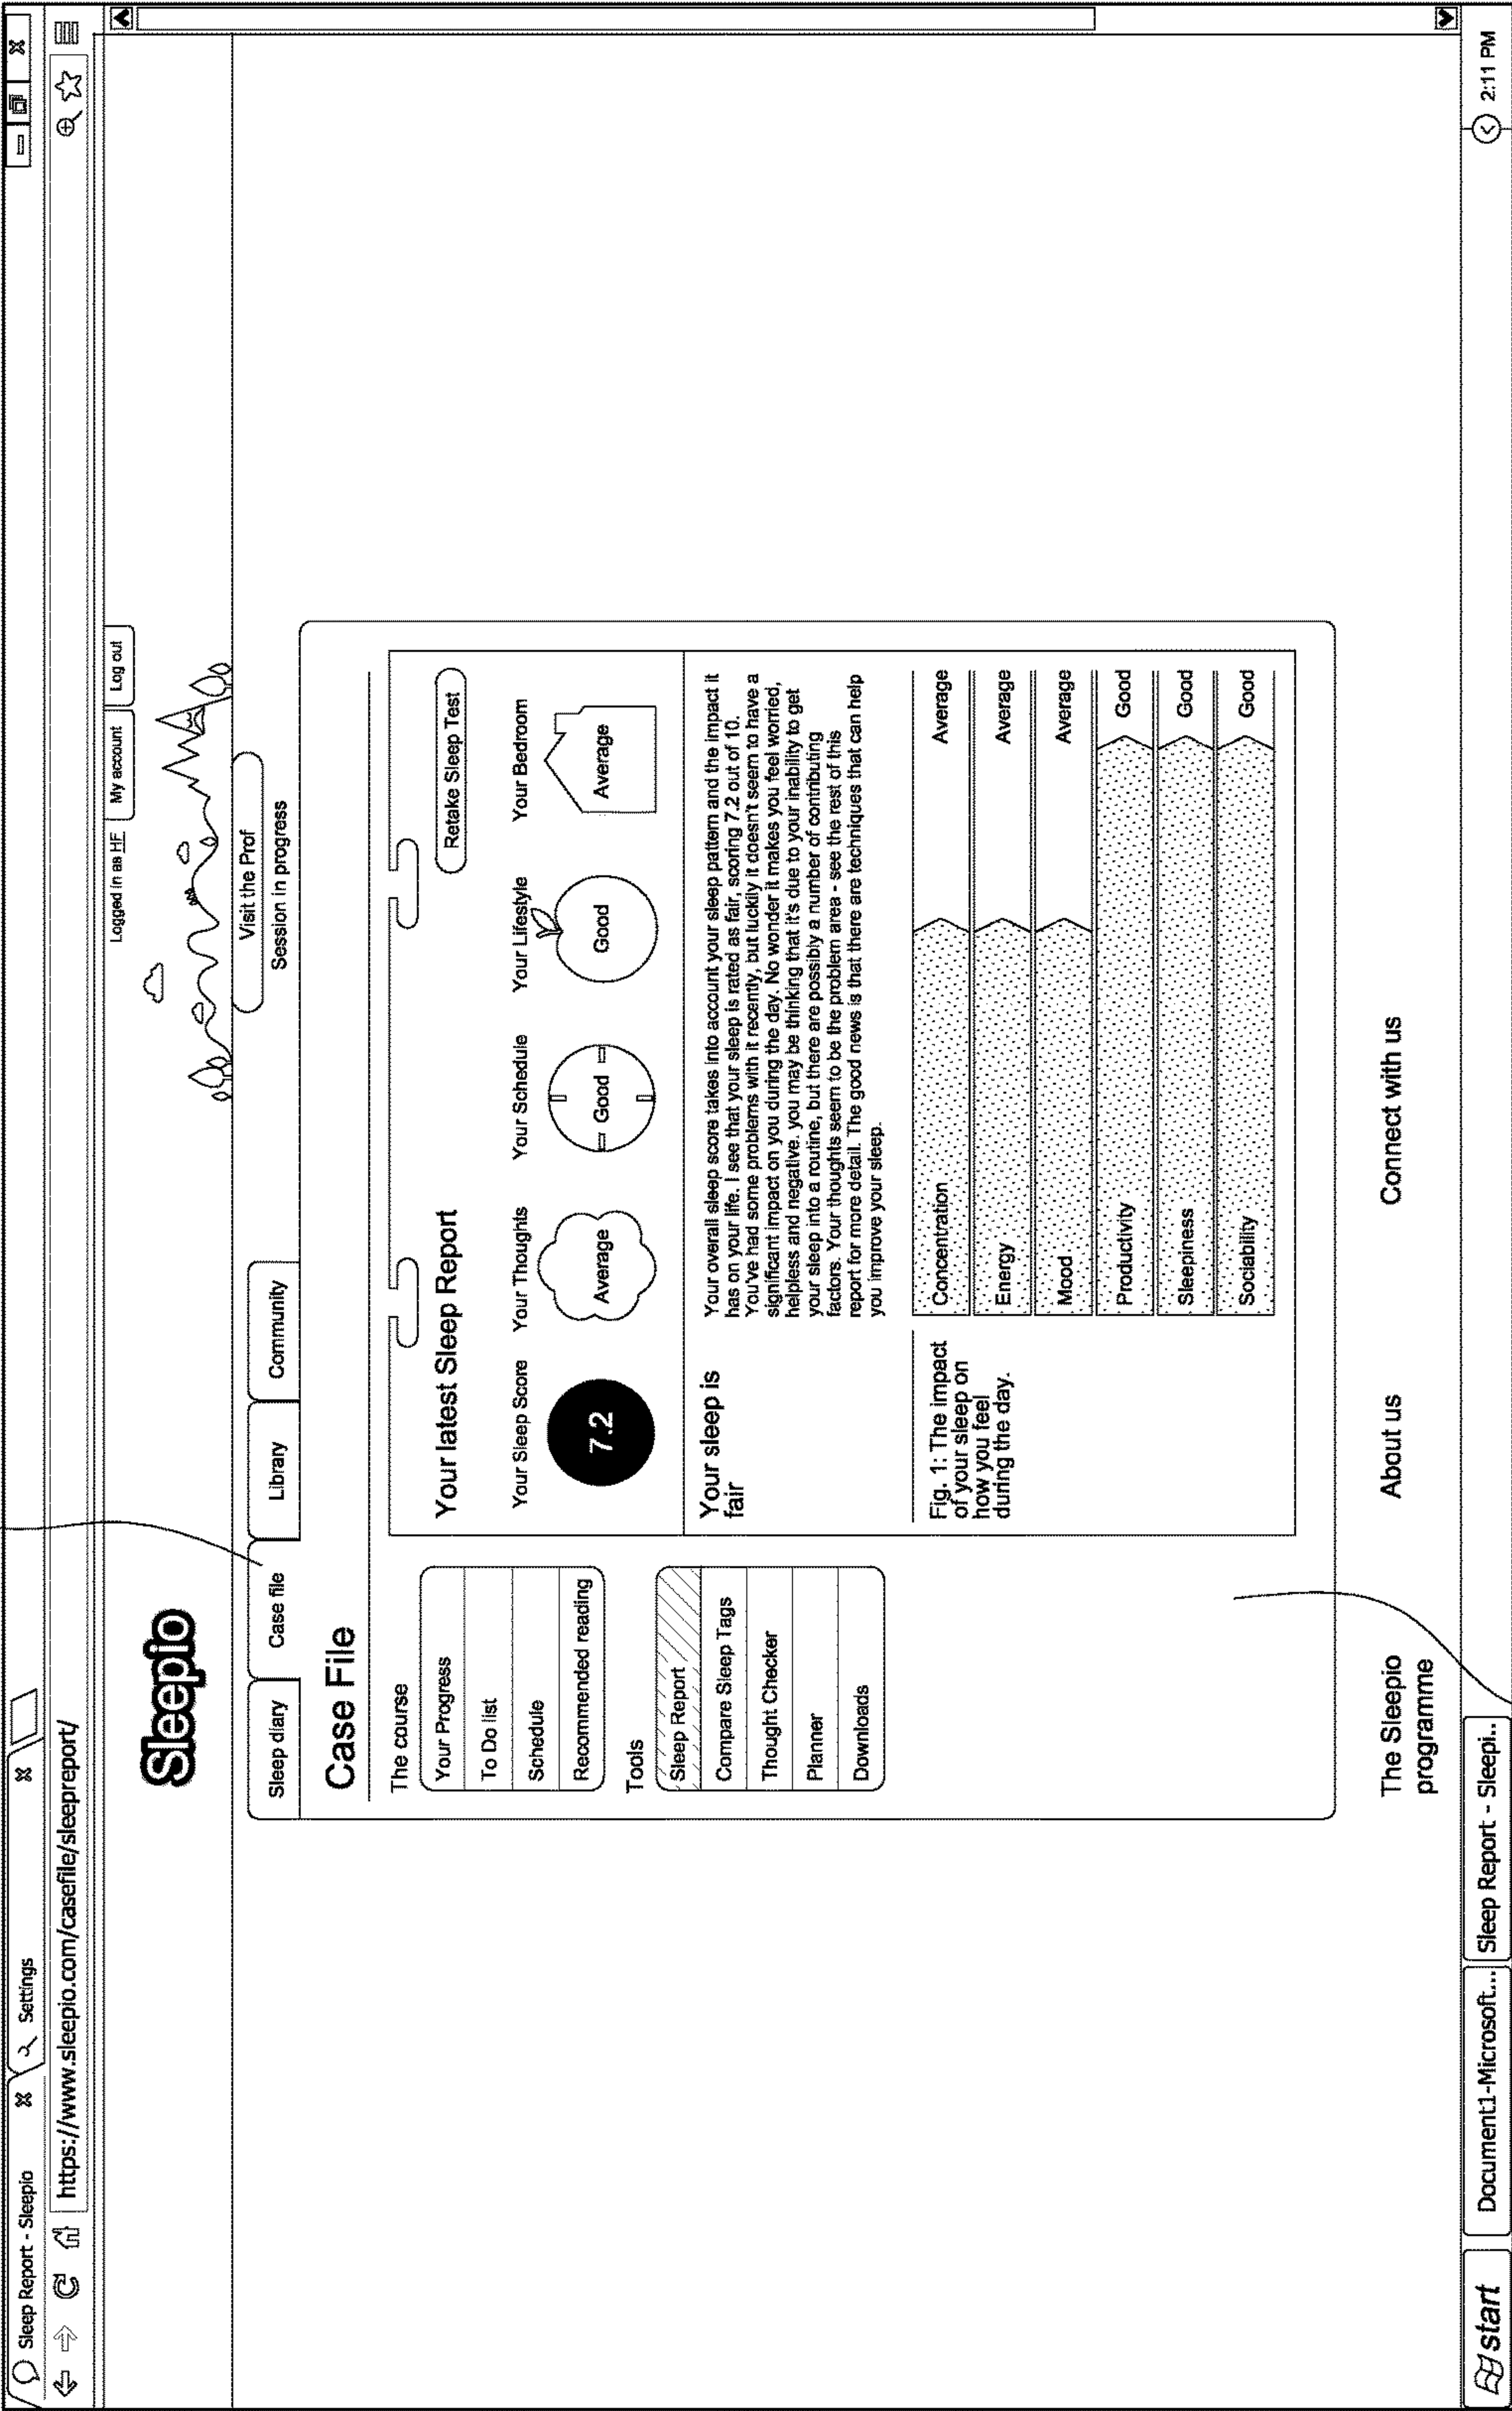 Sleep Report - Sleepio
Settings
https://www.sleepio.com/casefile/sleepreport/
Logged in as HF
My account
Log out
Sleepio
Visit the Prof
Session in progress
Sleep diary
Case file
Library
Community
Case File
The course
Your Progress
To Do list
Schedule
Recommended reading
Tools
Sleep Report
Compare Sleep Tags
Thought Checker
Planner
Downloads
Your latest Sleep Report
Retake Sleep Test
Your Sleep Score
Your Thoughts
Your Schedule
Your Lifestyle
Your Bedroom
7.2
Average
Good
Good
Average
Your sleep is
fair
Your overall sleep score takes into account your sleep pattern and the impact it
has on your life. I see that your sleep is rated as fair, scoring 7.2 out of 10.
You've had some problems with it recently, but luckily it doesn't seem to have a
significant impact on you during the day. No wonder it makes you feel worried,
helpless and negative. you may be thinking that it's due to your inability to get
your sleep into a routine, but there are possibly a number of contributing
factors. Your thoughts seem to be the problem area - see the rest of this
report for more detail. The good news is that there are techniques that can help
you improve your sleep.
Fig. 1: The impact
of your sleep on
how you feel
during the day.
Concentration Average
Energy Average
Mood Average
Productivity Good
Sleepiness Good
Sociability Good
The Sleepio
programme
About us
Connect with us
start
Document1-Microsoft...
Sleep Report - Sleepi..
2:11 PM